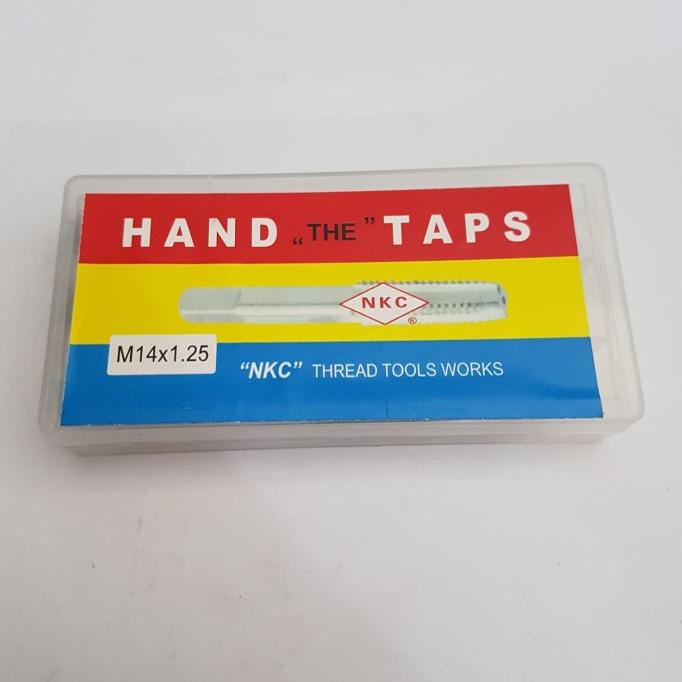 HAND „THE” TAPS
NKC
®
M14x1.25
“NKC” THREAD TOOLS WORKS